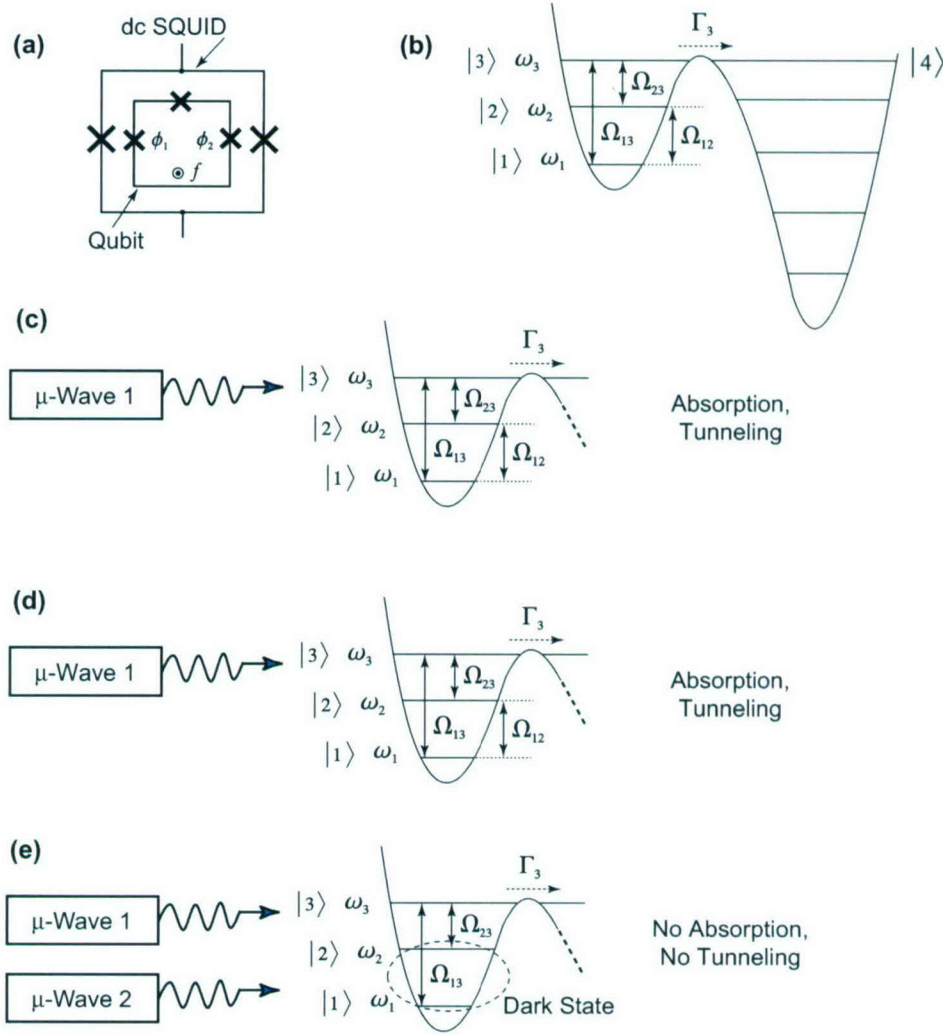 (a)
dc SQUID
ϕ₁ ϕ₂
f
Qubit
(b)
Γ₃
|3⟩ ω₃ |4⟩
Ω₂₃
|2⟩ ω₂
Ω₁₃ Ω₁₂
|1⟩ ω₁
(c)
Γ₃
μ-Wave 1 |3⟩ ω₃
Ω₂₃ Absorption,
|2⟩ ω₂ Tunneling
Ω₁₃ Ω₁₂
|1⟩ ω₁
(d)
Γ₃
μ-Wave 1 |3⟩ ω₃
Ω₂₃ Absorption,
|2⟩ ω₂ Tunneling
Ω₁₃ Ω₁₂
|1⟩ ω₁
(e)
Γ₃
μ-Wave 1 |3⟩ ω₃
Ω₂₃ No Absorption,
|2⟩ ω₂ No Tunneling
Ω₁₃
μ-Wave 2 |1⟩ ω₁ Dark State